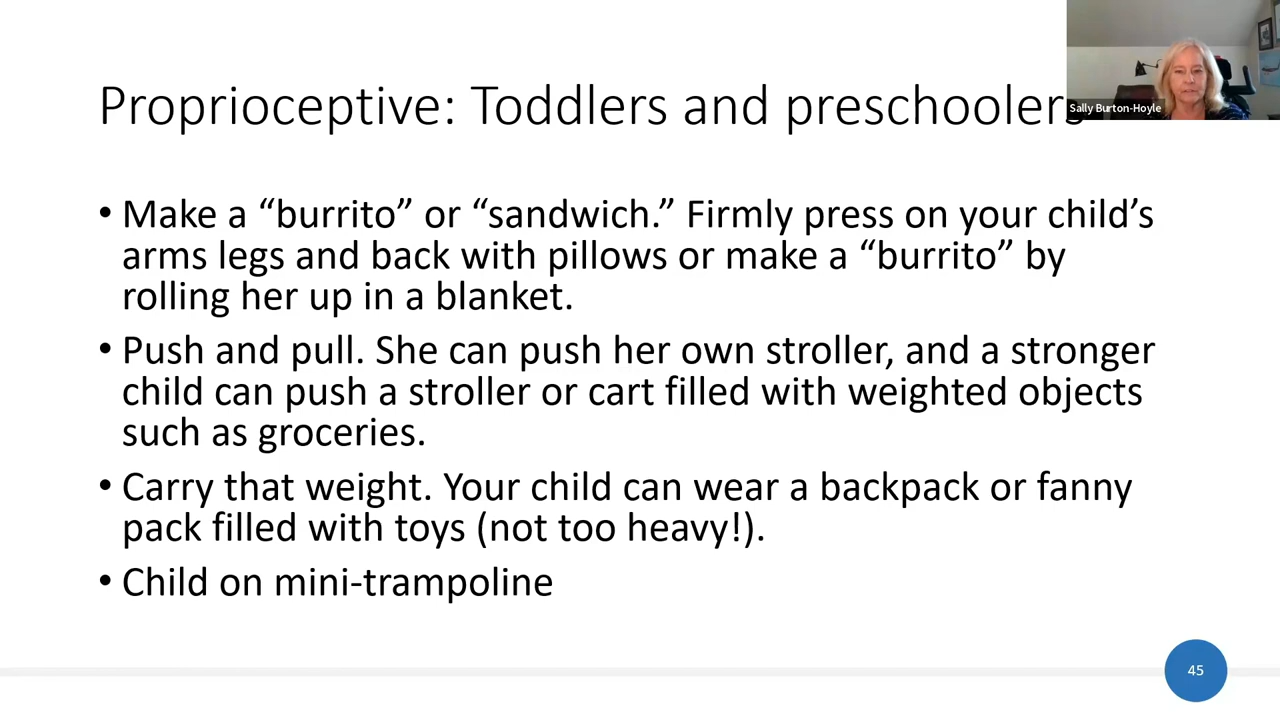 Proprioceptive: Toddlers and preschoolers
Sally Burton-Hoyle
• Make a “burrito” or “sandwich.” Firmly press on your child’s
arms legs and back with pillows or make a “burrito” by
rolling her up in a blanket.
• Push and pull. She can push her own stroller, and a stronger
child can push a stroller or cart filled with weighted objects
such as groceries.
• Carry that weight. Your child can wear a backpack or fanny
pack filled with toys (not too heavy!).
• Child on mini-trampoline
45